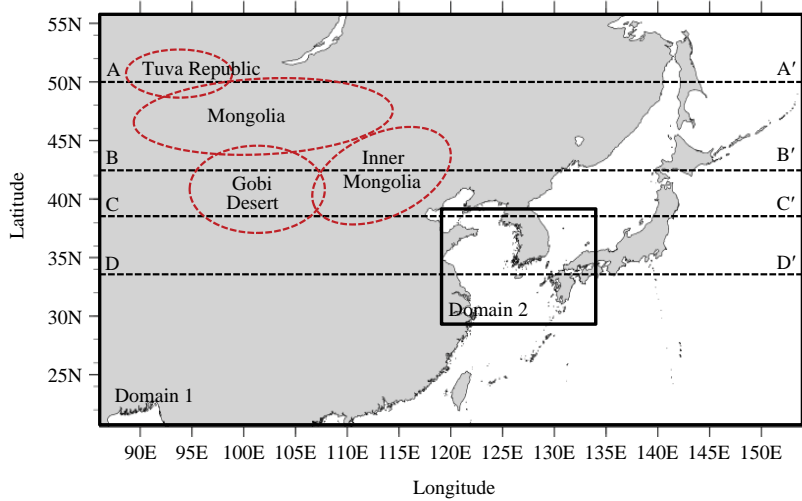 55N
50N
45N
40N
35N
30N
25N
Latitude
A
Tuva Republic
A′
Mongolia
B
Inner
Mongolia
B′
Gobi
Desert
C
C′
D
D′
Domain 2
Domain 1
90E 95E 100E 105E 110E 115E 120E 125E 130E 135E 140E 145E 150E
Longitude